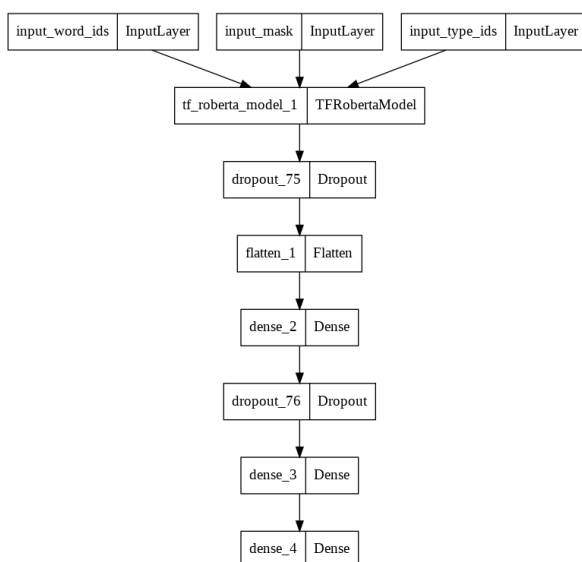 input_word_ids InputLayer input_mask InputLayer input_type_ids InputLayer
tf_roberta_model_1 TFRobertaModel
dropout_75 Dropout
flatten_1 Flatten
dense_2 Dense
dropout_76 Dropout
dense_3 Dense
dense_4 Dense